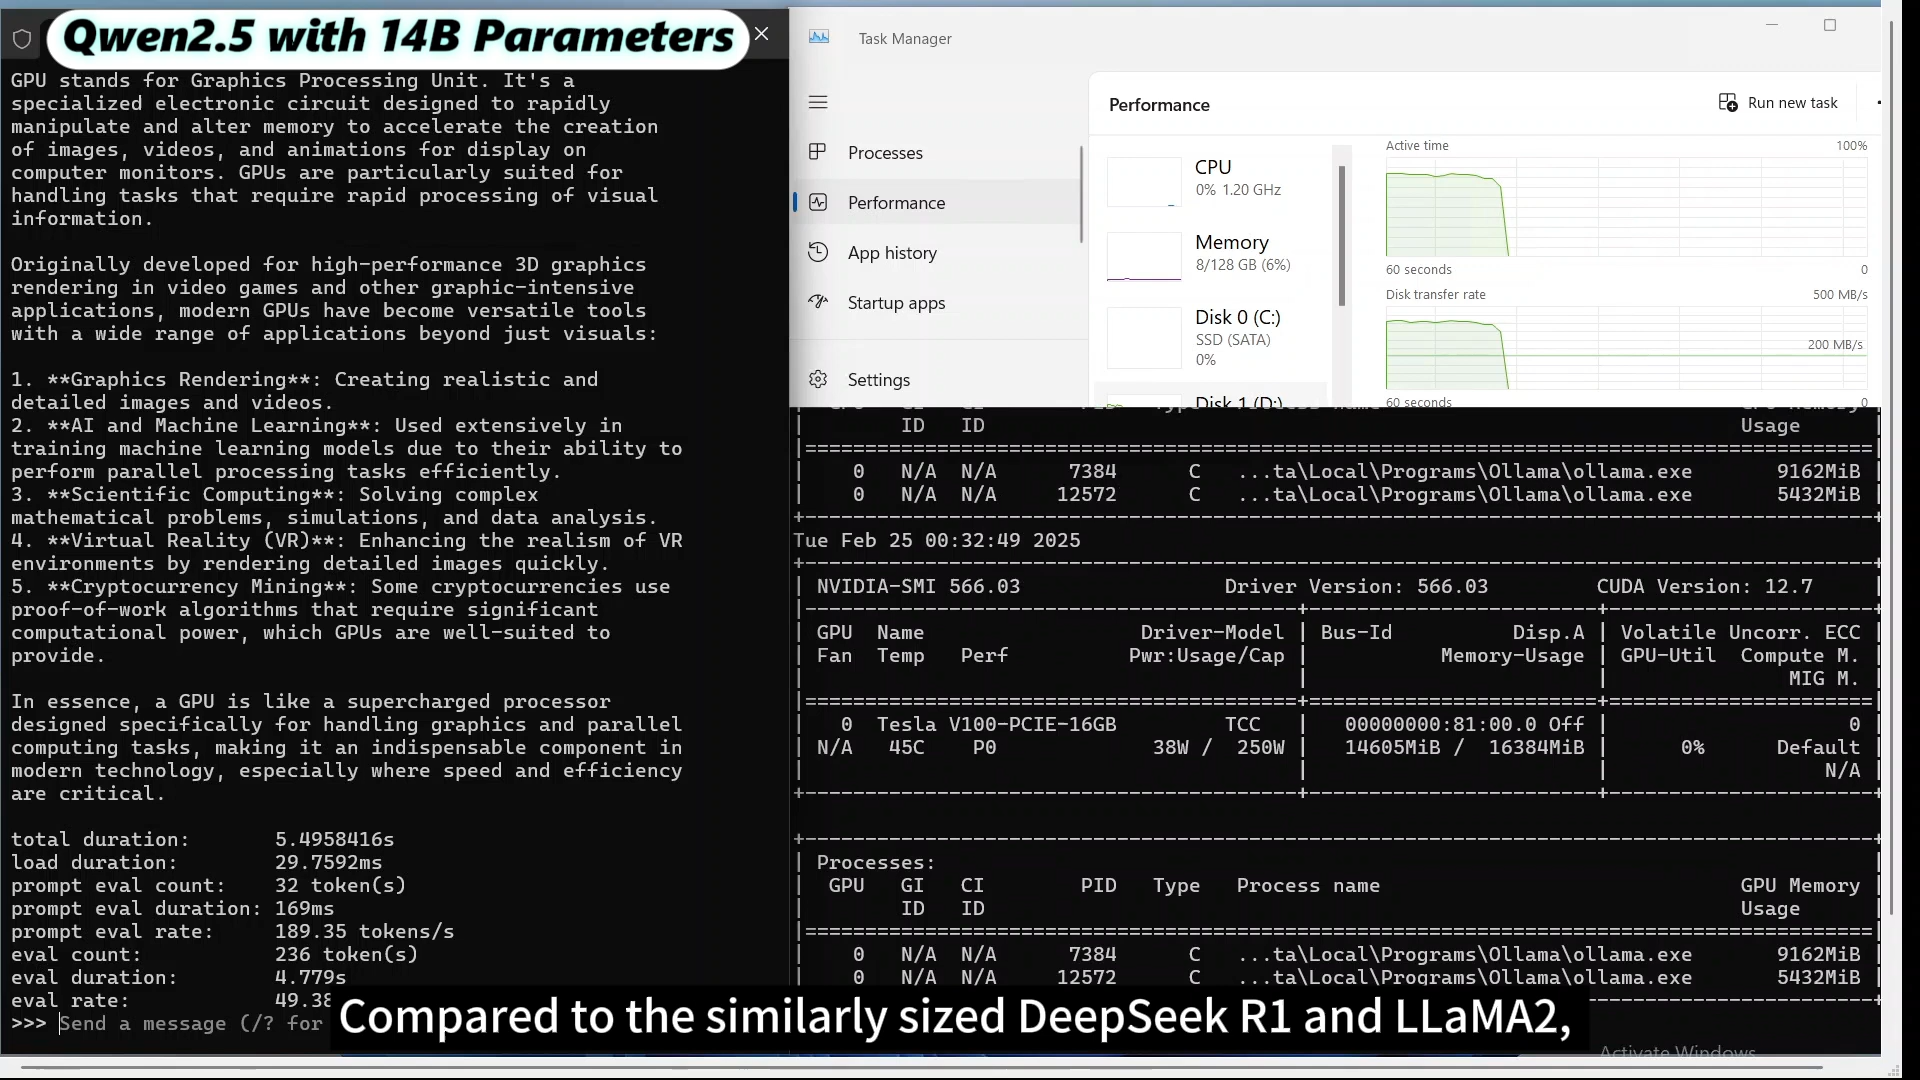 Qwen2.5 with 14B Parameters
GPU stands for Graphics Processing Unit. It's a
specialized electronic circuit designed to rapidly
manipulate and alter memory to accelerate the creation
of images, videos, and animations for display on
computer monitors. GPUs are particularly suited for
handling tasks that require rapid processing of visual
information.
Originally developed for high-performance 3D graphics
rendering in video games and other graphic-intensive
applications, modern GPUs have become versatile tools
with a wide range of applications beyond just visuals:
1. **Graphics Rendering**: Creating realistic and
detailed images and videos.
2. **AI and Machine Learning**: Used extensively in
training machine learning models due to their ability to
perform parallel processing tasks efficiently.
3. **Scientific Computing**: Solving complex
mathematical problems, simulations, and data analysis.
4. **Virtual Reality (VR)**: Enhancing the realism of VR
environments by rendering detailed images quickly.
5. **Cryptocurrency Mining**: Some cryptocurrencies use
proof-of-work algorithms that require significant
computational power, which GPUs are well-suited to
provide.
In essence, a GPU is like a supercharged processor
designed specifically for handling graphics and parallel
computing tasks, making it an indispensable component in
modern technology, especially where speed and efficiency
are critical.
total duration: 5.4958416s
load duration: 29.7592ms
prompt eval count: 32 token(s)
prompt eval duration: 169ms
prompt eval rate: 189.35 tokens/s
eval count: 236 token(s)
eval duration: 4.779s
eval rate: 49.38
>>> Send a message (/? for
Task Manager
Processes
Performance
App history
Startup apps
Settings
Performance
Run new task
CPU
0% 1.20 GHz
Memory
8/128 GB (6%)
Disk 0 (C:)
SSD (SATA)
0%
Disk 1 (D:)
Active time 100%
60 seconds 0
Disk transfer rate 500 MB/s
200 MB/s
60 seconds 0
GPU GI CI PID Type Process name GPU Memory
ID ID Usage
0 N/A N/A 7384 C ...ta\Local\Programs\Ollama\ollama.exe 9162MiB
0 N/A N/A 12572 C ...ta\Local\Programs\Ollama\ollama.exe 5432MiB
Tue Feb 25 00:32:49 2025
NVIDIA-SMI 566.03 Driver Version: 566.03 CUDA Version: 12.7
GPU Name Driver-Model | Bus-Id Disp.A | Volatile Uncorr. ECC
Fan Temp Perf Pwr:Usage/Cap | Memory-Usage | GPU-Util Compute M.
MIG M.
0 Tesla V100-PCIE-16GB TCC | 00000000:81:00.0 Off | 0
N/A 45C P0 38W / 250W | 14605MiB / 16384MiB | 0% Default
N/A
Processes:
GPU GI CI PID Type Process name GPU Memory
ID ID Usage
0 N/A N/A 7384 C ...ta\Local\Programs\Ollama\ollama.exe 9162MiB
0 N/A N/A 12572 C ...ta\Local\Programs\Ollama\ollama.exe 5432MiB
Compared to the similarly sized DeepSeek R1 and LLaMA2,
Activate Windows